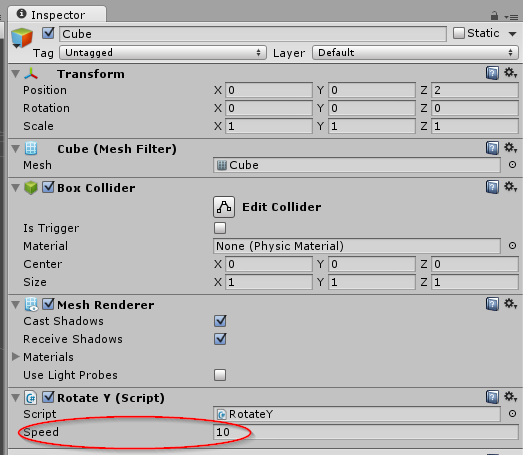 Inspector
Cube Static
Tag Untagged Layer Default
Transform
Position X 0 Y 0 Z 2
Rotation X 0 Y 0 Z 0
Scale X 1 Y 1 Z 1
Cube (Mesh Filter)
Mesh Cube
Box Collider
Edit Collider
Is Trigger
Material None (Physic Material)
Center X 0 Y 0 Z 0
Size X 1 Y 1 Z 1
Mesh Renderer
Cast Shadows
Receive Shadows
Materials
Use Light Probes
Rotate Y (Script)
Script RotateY
Speed 10